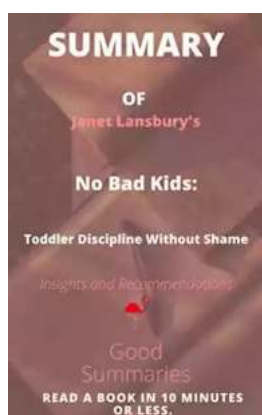 SUMMARY
OF
Janet Lansbury's
No Bad Kids:
Toddler Discipline Without Shame
Insights and Recommendations
Good
Summaries
READ A BOOK IN 10 MINUTES
OR LESS.